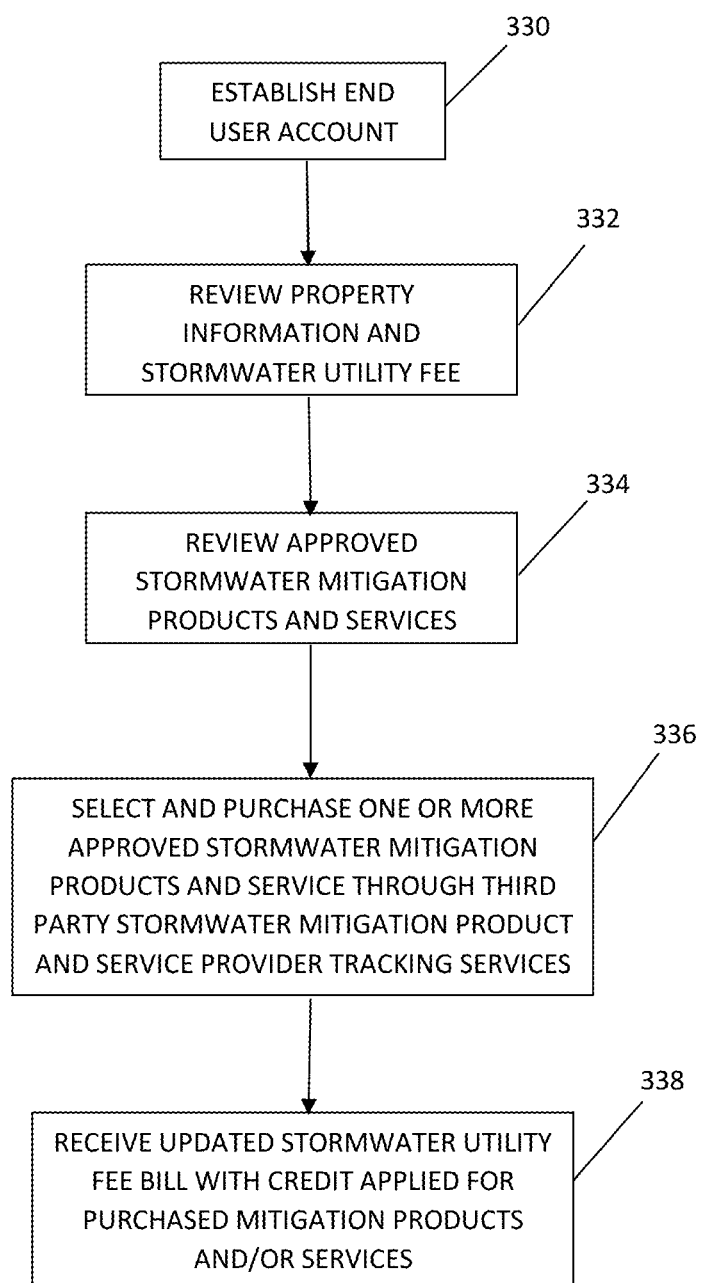 330
ESTABLISH END
USER ACCOUNT
332
REVIEW PROPERTY
INFORMATION AND
STORMWATER UTILITY FEE
334
REVIEW APPROVED
STORMWATER MITIGATION
PRODUCTS AND SERVICES
336
SELECT AND PURCHASE ONE OR MORE
APPROVED STORMWATER MITIGATION
PRODUCTS AND SERVICE THROUGH THIRD
PARTY STORMWATER MITIGATION PRODUCT
AND SERVICE PROVIDER TRACKING SERVICES
338
RECEIVE UPDATED STORMWATER UTILITY
FEE BILL WITH CREDIT APPLIED FOR
PURCHASED MITIGATION PRODUCTS
AND/OR SERVICES